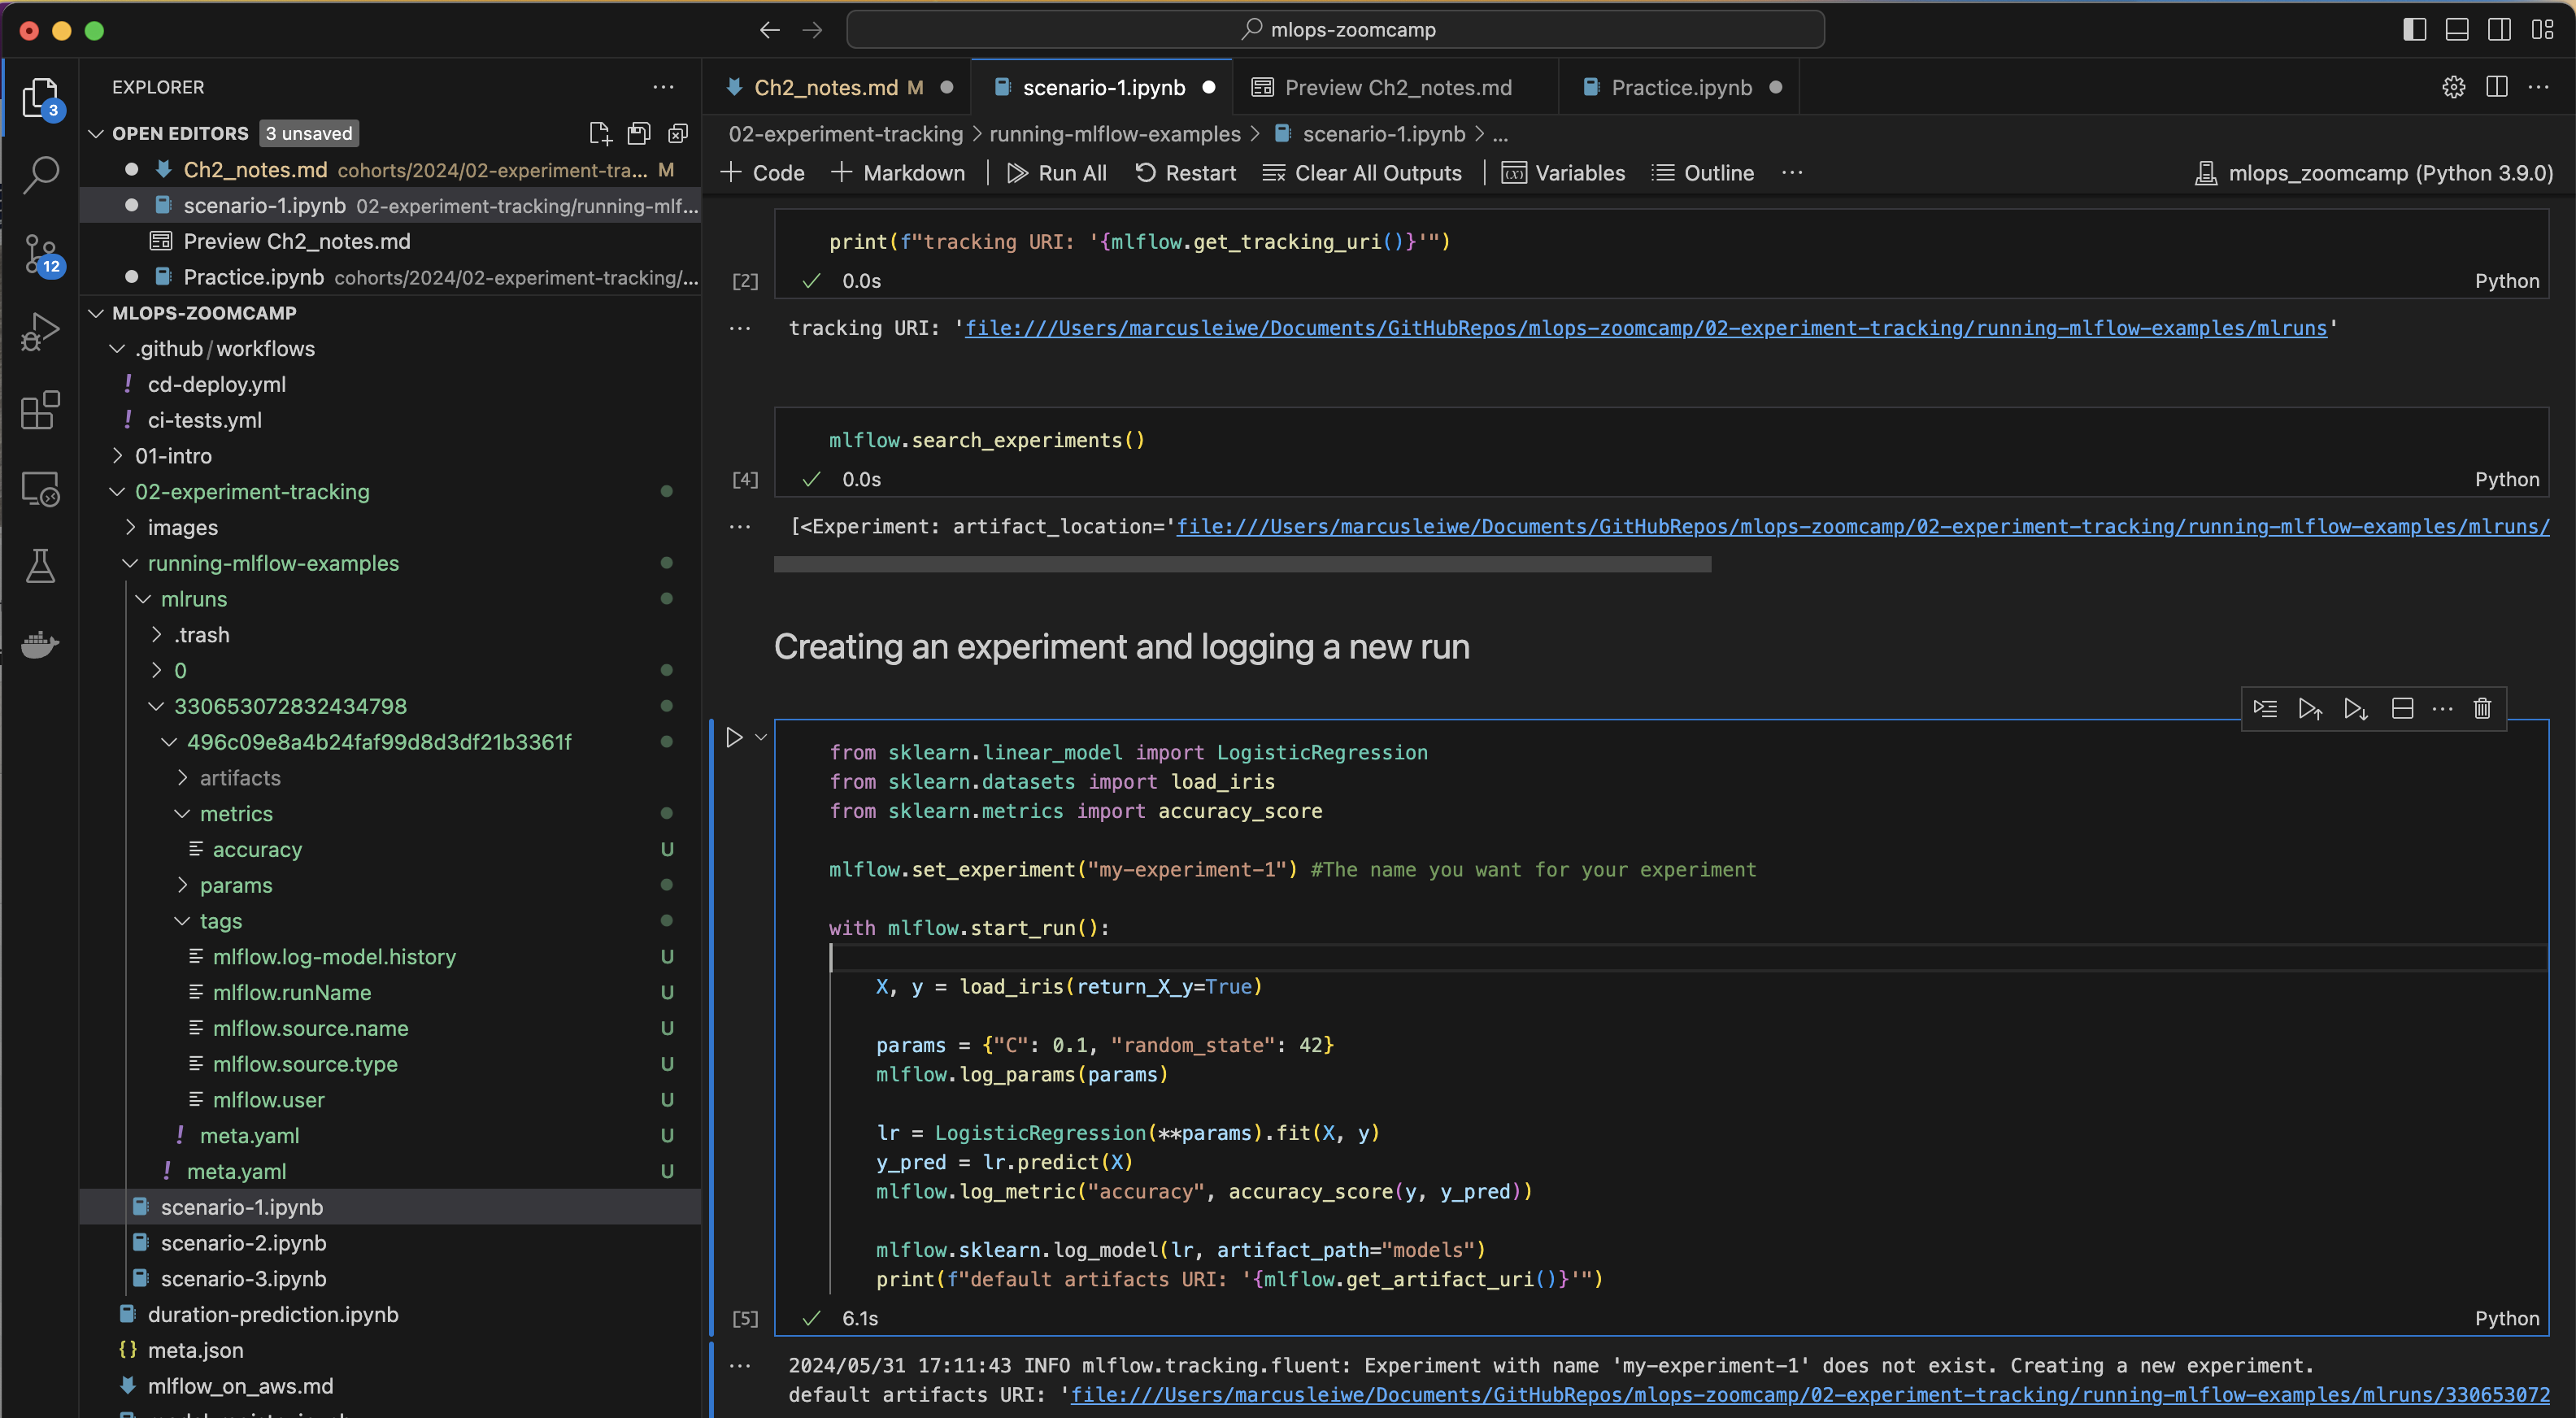 mlops-zoomcamp
3
12
EXPLORER
OPEN EDITORS 3 unsaved
Ch2_notes.md cohorts/2024/02-experiment-tra... M
scenario-1.ipynb 02-experiment-tracking/running-mlf...
Preview Ch2_notes.md
Practice.ipynb cohorts/2024/02-experiment-tracking/...
MLOPS-ZOOMCAMP
.github/workflows
! cd-deploy.yml
! ci-tests.yml
01-intro
02-experiment-tracking
images
running-mlflow-examples
mlruns
.trash
0
330653072832434798
496c09e8a4b24faf99d8d3df21b3361f
artifacts
metrics
accuracy U
params
tags
mlflow.log-model.history U
mlflow.runName U
mlflow.source.name U
mlflow.source.type U
mlflow.user U
! meta.yaml U
! meta.yaml U
scenario-1.ipynb
scenario-2.ipynb
scenario-3.ipynb
duration-prediction.ipynb
{} meta.json
mlflow_on_aws.md
Ch2_notes.md M
scenario-1.ipynb
Preview Ch2_notes.md
Practice.ipynb
02-experiment-tracking > running-mlflow-examples > scenario-1.ipynb > ...
+ Code + Markdown | Run All Restart Clear All Outputs | Variables Outline ... mlops_zoomcamp (Python 3.9.0)
print(f"tracking URI: '{mlflow.get_tracking_uri()}'")
[2] ✓ 0.0s Python
... tracking URI: 'file:///Users/marcusleiwe/Documents/GitHubRepos/mlops-zoomcamp/02-experiment-tracking/running-mlflow-examples/mlruns'
mlflow.search_experiments()
[4] ✓ 0.0s Python
... [<Experiment: artifact_location='file:///Users/marcusleiwe/Documents/GitHubRepos/mlops-zoomcamp/02-experiment-tracking/running-mlflow-examples/mlruns/
Creating an experiment and logging a new run
from sklearn.linear_model import LogisticRegression
from sklearn.datasets import load_iris
from sklearn.metrics import accuracy_score
mlflow.set_experiment("my-experiment-1") #The name you want for your experiment
with mlflow.start_run():
X, y = load_iris(return_X_y=True)
params = {"C": 0.1, "random_state": 42}
mlflow.log_params(params)
lr = LogisticRegression(**params).fit(X, y)
y_pred = lr.predict(X)
mlflow.log_metric("accuracy", accuracy_score(y, y_pred))
mlflow.sklearn.log_model(lr, artifact_path="models")
print(f"default artifacts URI: '{mlflow.get_artifact_uri()}'")
[5] ✓ 6.1s Python
... 2024/05/31 17:11:43 INFO mlflow.tracking.fluent: Experiment with name 'my-experiment-1' does not exist. Creating a new experiment.
default artifacts URI: 'file:///Users/marcusleiwe/Documents/GitHubRepos/mlops-zoomcamp/02-experiment-tracking/running-mlflow-examples/mlruns/330653072